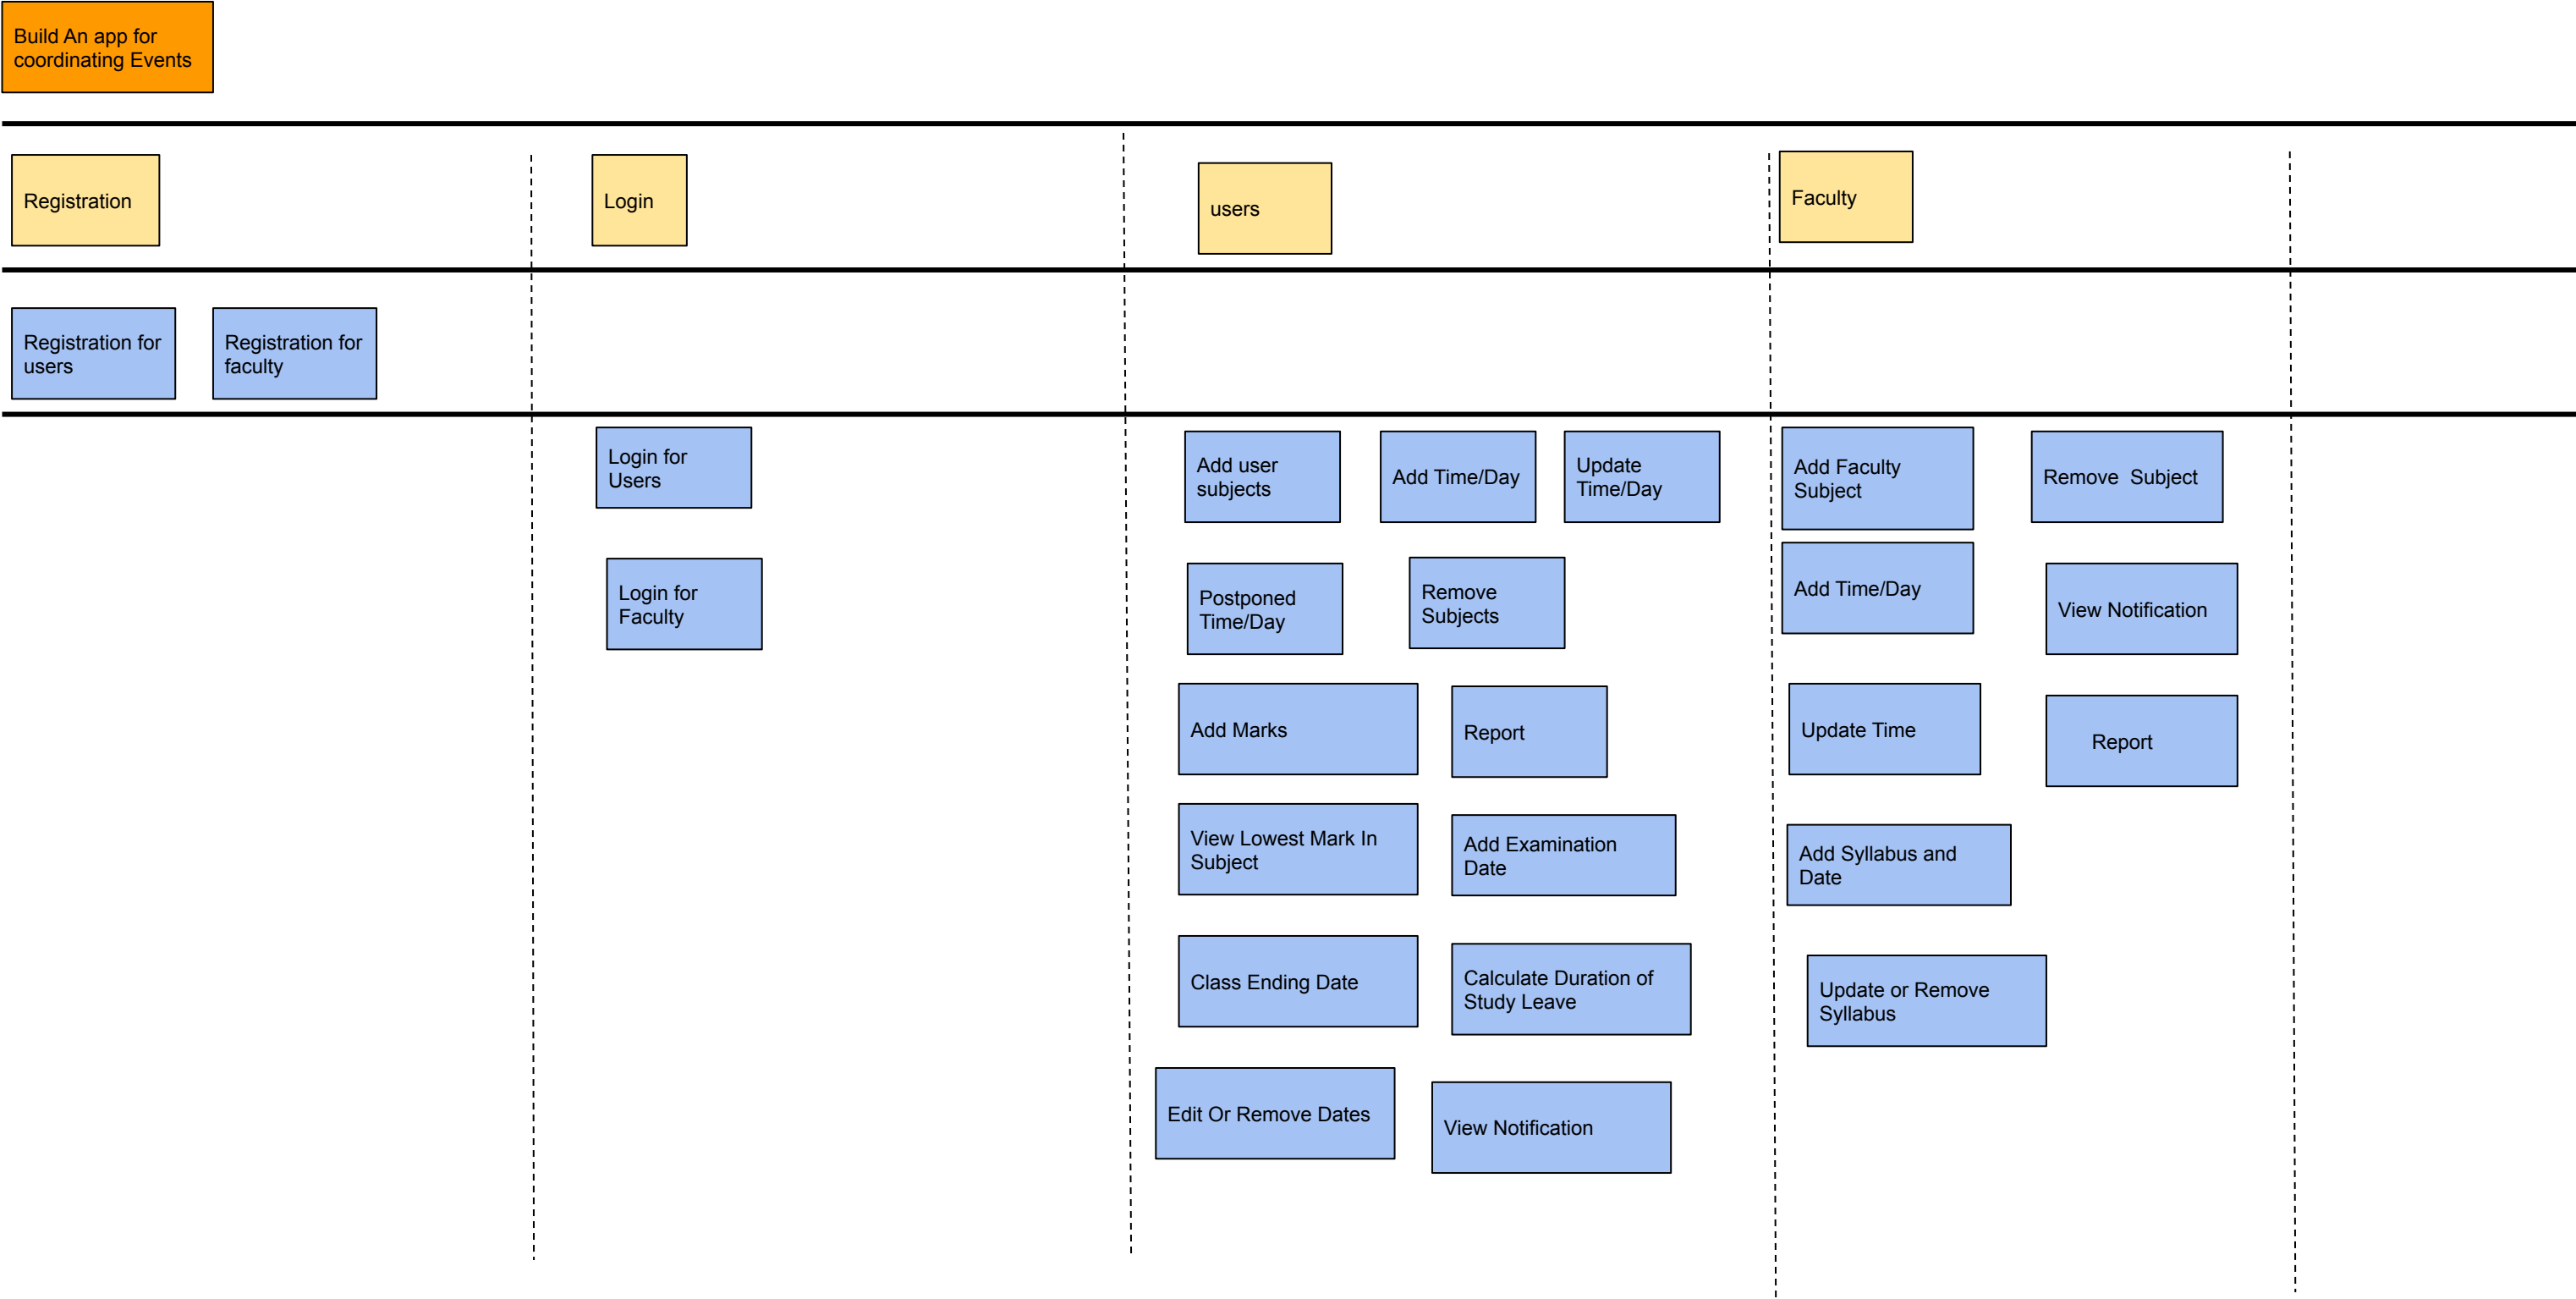 Build An app for
coordinating Events
Registration
Login
users
Faculty
Registration for
users
Registration for
faculty
Login for
Users
Login for
Faculty
Add user
subjects
Add Time/Day
Update
Time/Day
Postponed
Time/Day
Remove
Subjects
Add Marks
Report
View Lowest Mark In
Subject
Add Examination
Date
Class Ending Date
Calculate Duration of
Study Leave
Edit Or Remove Dates
View Notification
Add Faculty
Subject
Remove  Subject
Add Time/Day
View Notification
Update Time
Report
Add Syllabus and
Date
Update or Remove
Syllabus